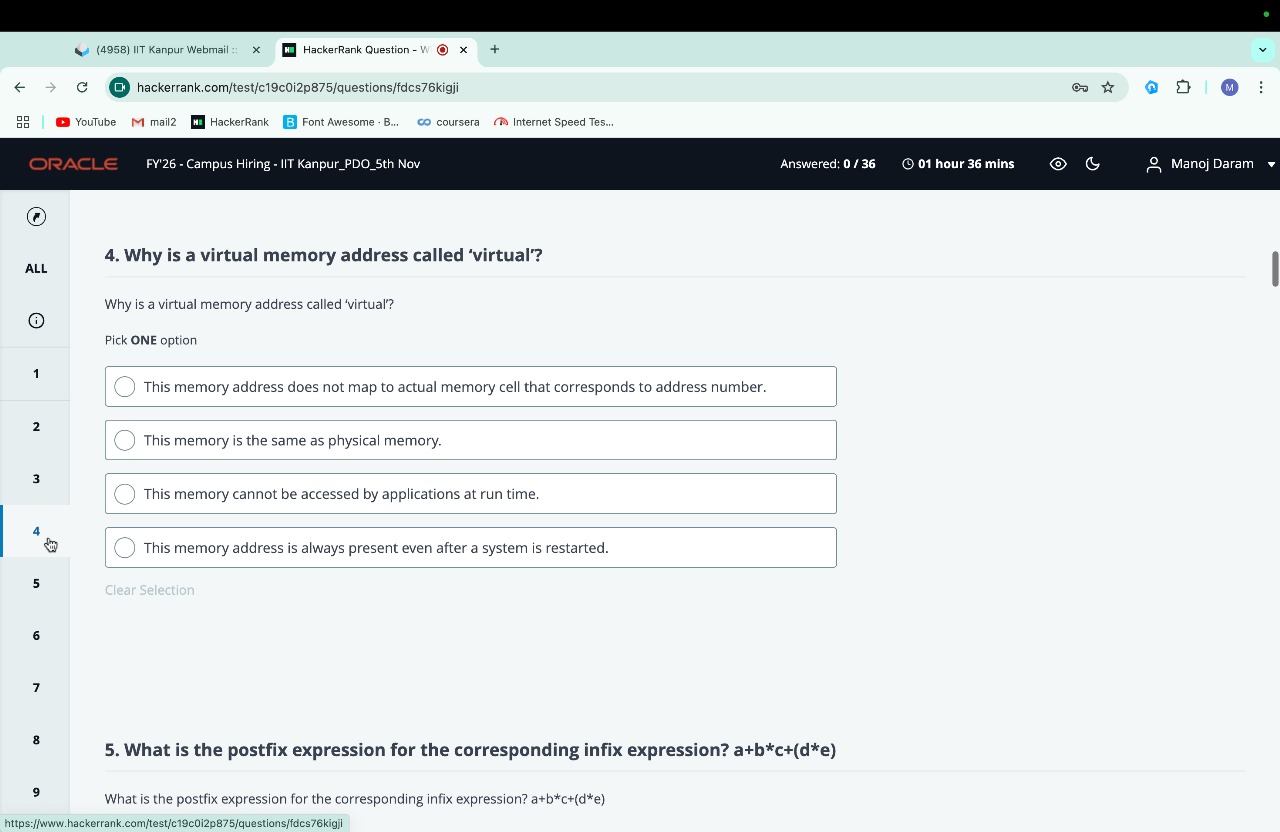 (4958) IIT Kanpur Webmail ::
HackerRank Question - W
hackerrank.com/test/c19c0i2p875/questions/fdcs76kigji
M
YouTube
mail2
HackerRank
Font Awesome · B...
coursera
Internet Speed Tes...
ORACLE
FY'26 - Campus Hiring - IIT Kanpur_PDO_5th Nov
Answered: 0 / 36
01 hour 36 mins
Manoj Daram
ALL
1
2
3
4
5
6
7
8
9
4. Why is a virtual memory address called ‘virtual’?
Why is a virtual memory address called ‘virtual’?
Pick ONE option
This memory address does not map to actual memory cell that corresponds to address number.
This memory is the same as physical memory.
This memory cannot be accessed by applications at run time.
This memory address is always present even after a system is restarted.
Clear Selection
5. What is the postfix expression for the corresponding infix expression? a+b*c+(d*e)
What is the postfix expression for the corresponding infix expression? a+b*c+(d*e)
https://www.hackerrank.com/test/c19c0i2p875/questions/fdcs76kigji